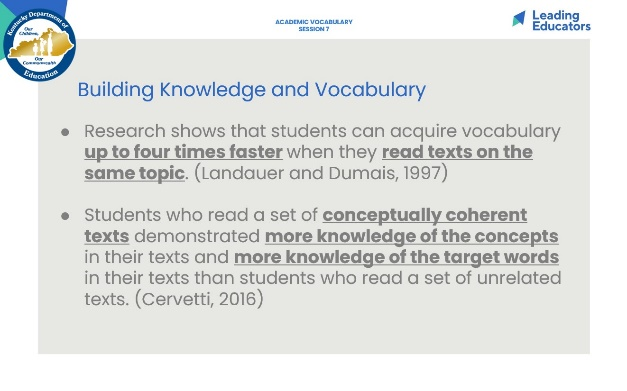 Kentucky Department of
Our Children,
Our Commonwealth
Education
ACADEMIC VOCABULARY
SESSION 7
Leading
Educators
Building Knowledge and Vocabulary
● Research shows that students can acquire vocabulary
up to four times faster when they read texts on the
same topic. (Landauer and Dumais, 1997)
● Students who read a set of conceptually coherent
texts demonstrated more knowledge of the concepts
in their texts and more knowledge of the target words
in their texts than students who read a set of unrelated
texts. (Cervetti, 2016)